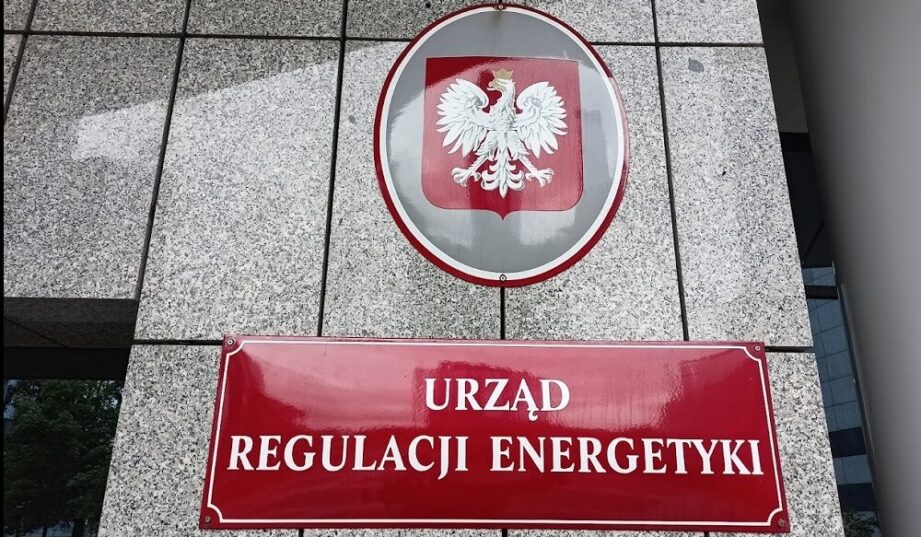 URZĄD
REGULACJI ENERGETYKI